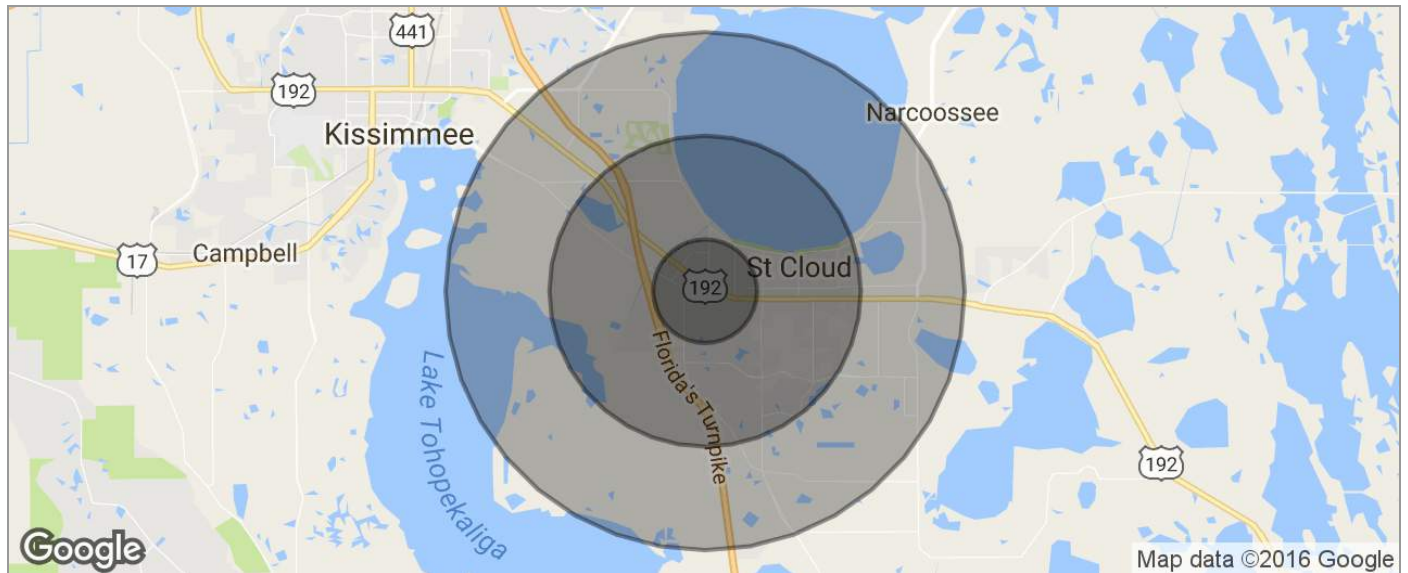 441
192
Kissimmee
Narcoossee
Campbell
17
St Cloud
192
Florida's Turnpike
Lake Tohopekaliga
192
Google
Map data ©2016 Google